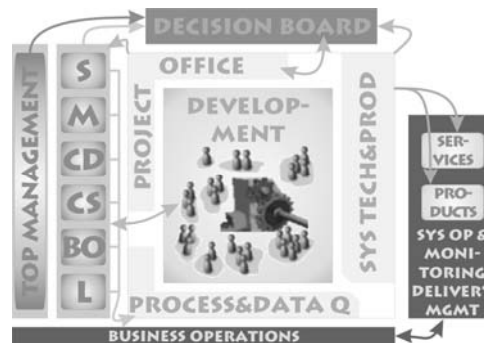 DECISION BOARD
TOP MANAGEMENT
S
M
CD
CS
BO
L
PROJECT
OFFICE
DEVELOP-
MENT
SYS TECH&PROD
PROCESS&DATA Q
SER-
VICES
PRO-
DUCTS
SYS OP &
MONI-
TORING
DELIVERY
MGMT
BUSINESS OPERATIONS